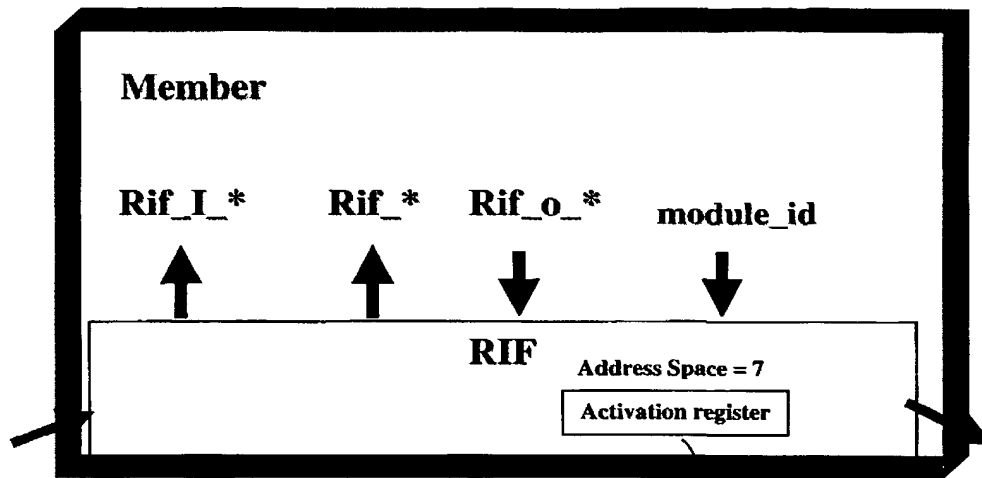 Member
Rif_I_* Rif_* Rif_o_* module_id
RIF
Address Space = 7
Activation register